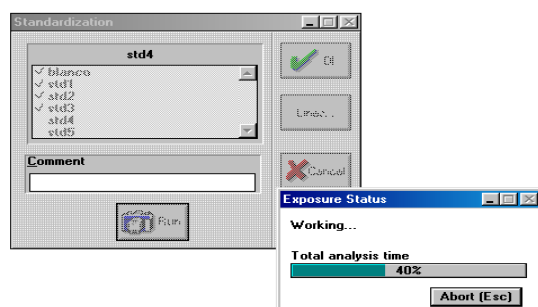 Standardization
std4
blanco
std1
std2
std3
std4
std5
Comment
Run
Lines...
Cancel
Exposure Status
Working...
Total analysis time
40%
Abort (Esc)